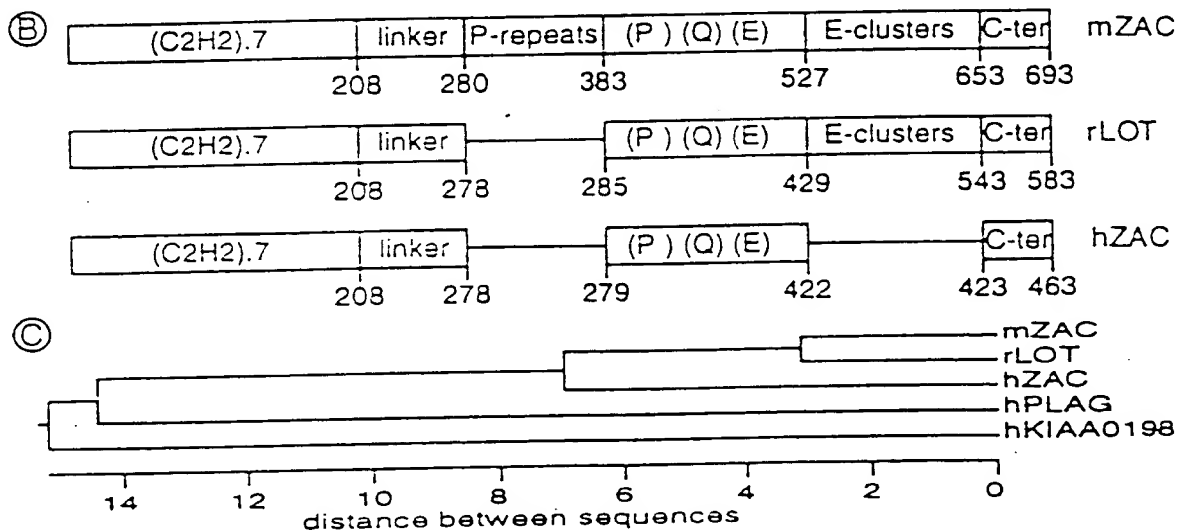 B (C2H2).7 linker P-repeats (P ) (Q) (E) E-clusters C-ter mZAC
208 280 383 527 653 693
(C2H2).7 linker (P ) (Q) (E) E-clusters C-ter rLOT
208 278 285 429 543 583
(C2H2).7 linker (P ) (Q) (E) C-ter hZAC
208 278 279 422 423 463
C
mZAC
rLOT
hZAC
hPLAG
hKIAA0198
14 12 10 8 6 4 2 0
distance between sequences